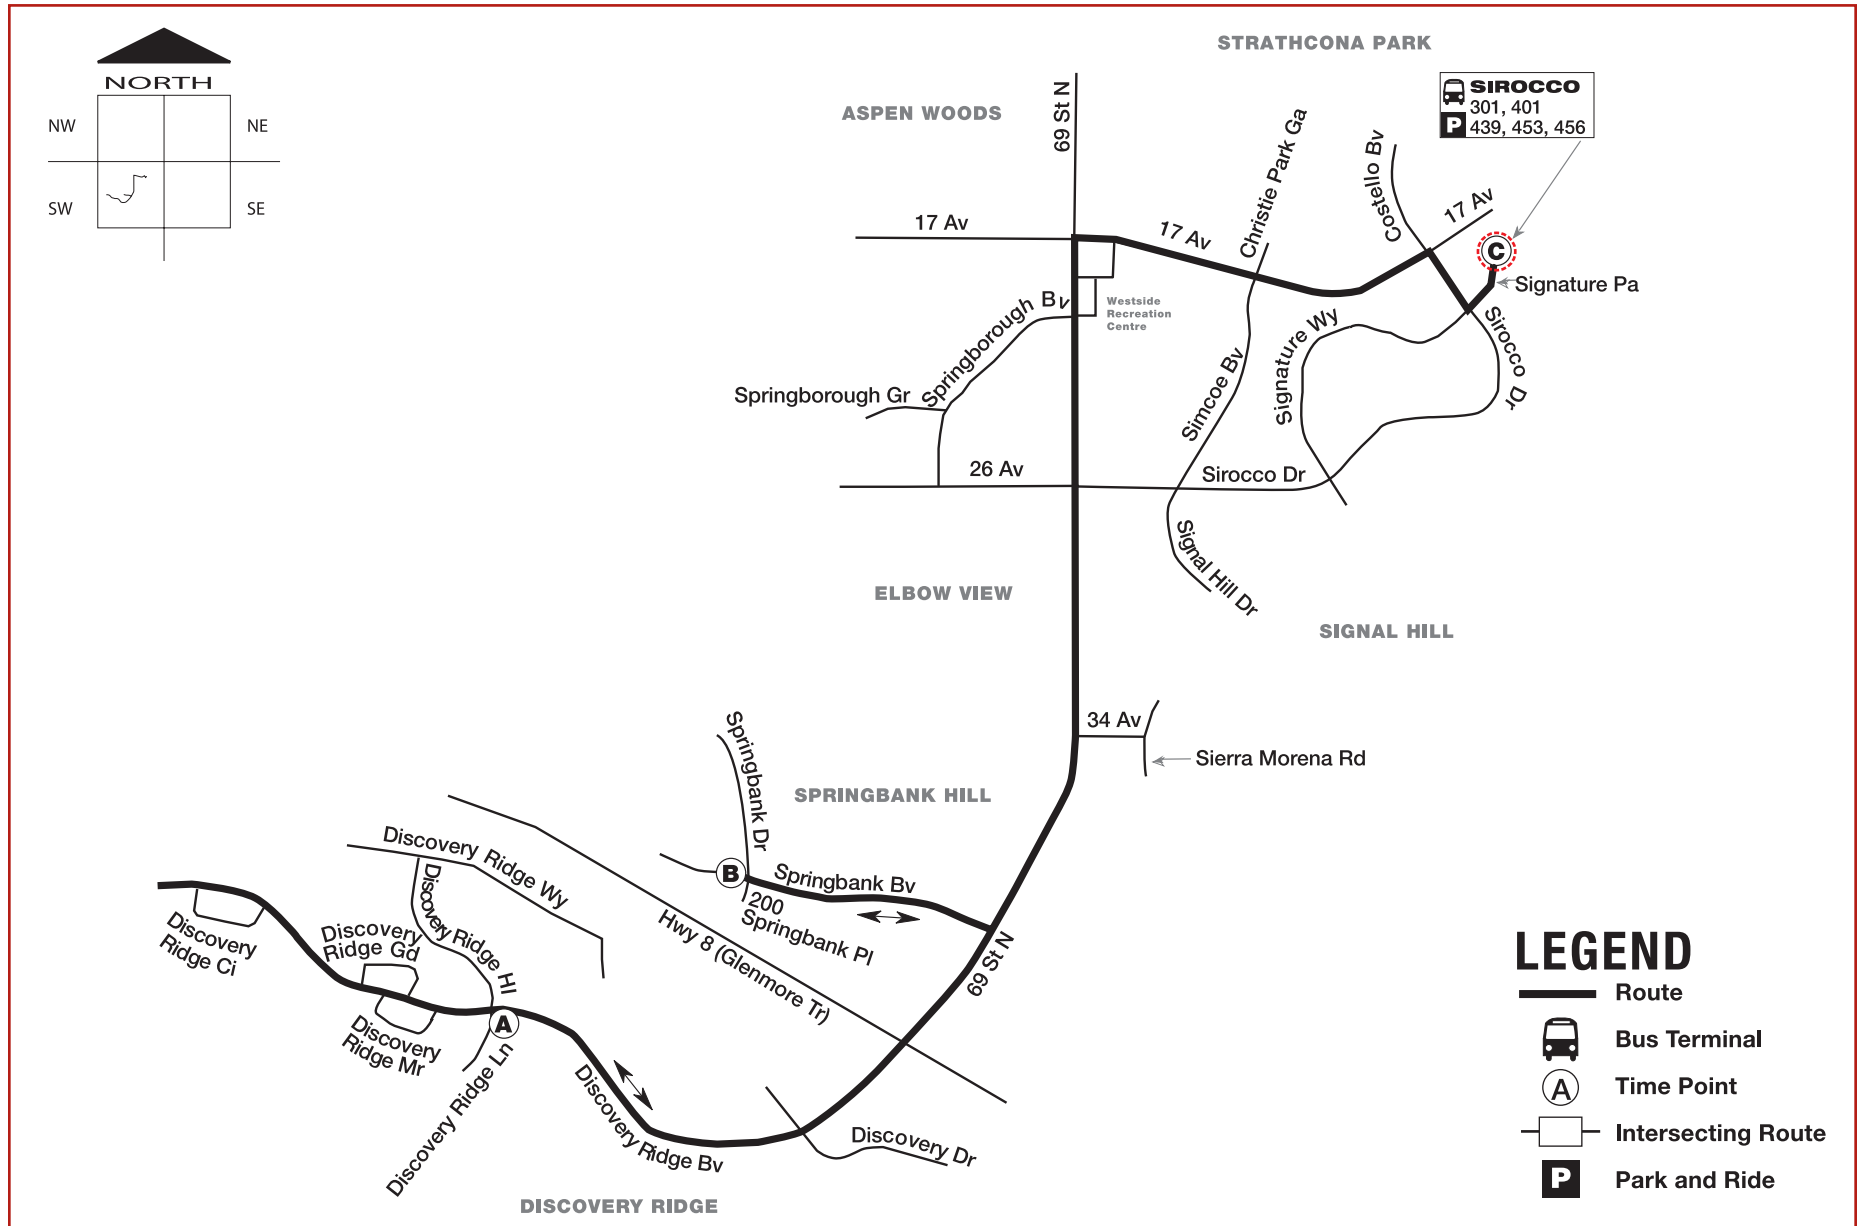 STRATHCONA PARK
NORTH
NW
NE
SW
SE
ASPEN WOODS
69 St N
Christie Park Ga
Costello Bv
SIROCCO
301, 401
P 439, 453, 456
17 Av
17 Av
17 Av
C
Signature Pa
Springborough Bv
Westside
Recreation
Centre
Signature Wy
Sirocco Dr
Springborough Gr
Simcoe Bv
26 Av
Sirocco Dr
Signal Hill Dr
ELBOW VIEW
SIGNAL HILL
34 Av
Sierra Morena Rd
Springbank Dr
SPRINGBANK HILL
Discovery Ridge Wy
B
Springbank Bv
200
Springbank Pl
Discovery Ridge Hl
Hwy 8 (Glenmore Tr)
69 St N
Discovery
Ridge Ci
Discovery
Ridge Gd
A
Discovery
Ridge Mr
Discovery Ridge Ln
Discovery Ridge Bv
Discovery Dr
DISCOVERY RIDGE
LEGEND
Route
Bus Terminal
A Time Point
Intersecting Route
P Park and Ride